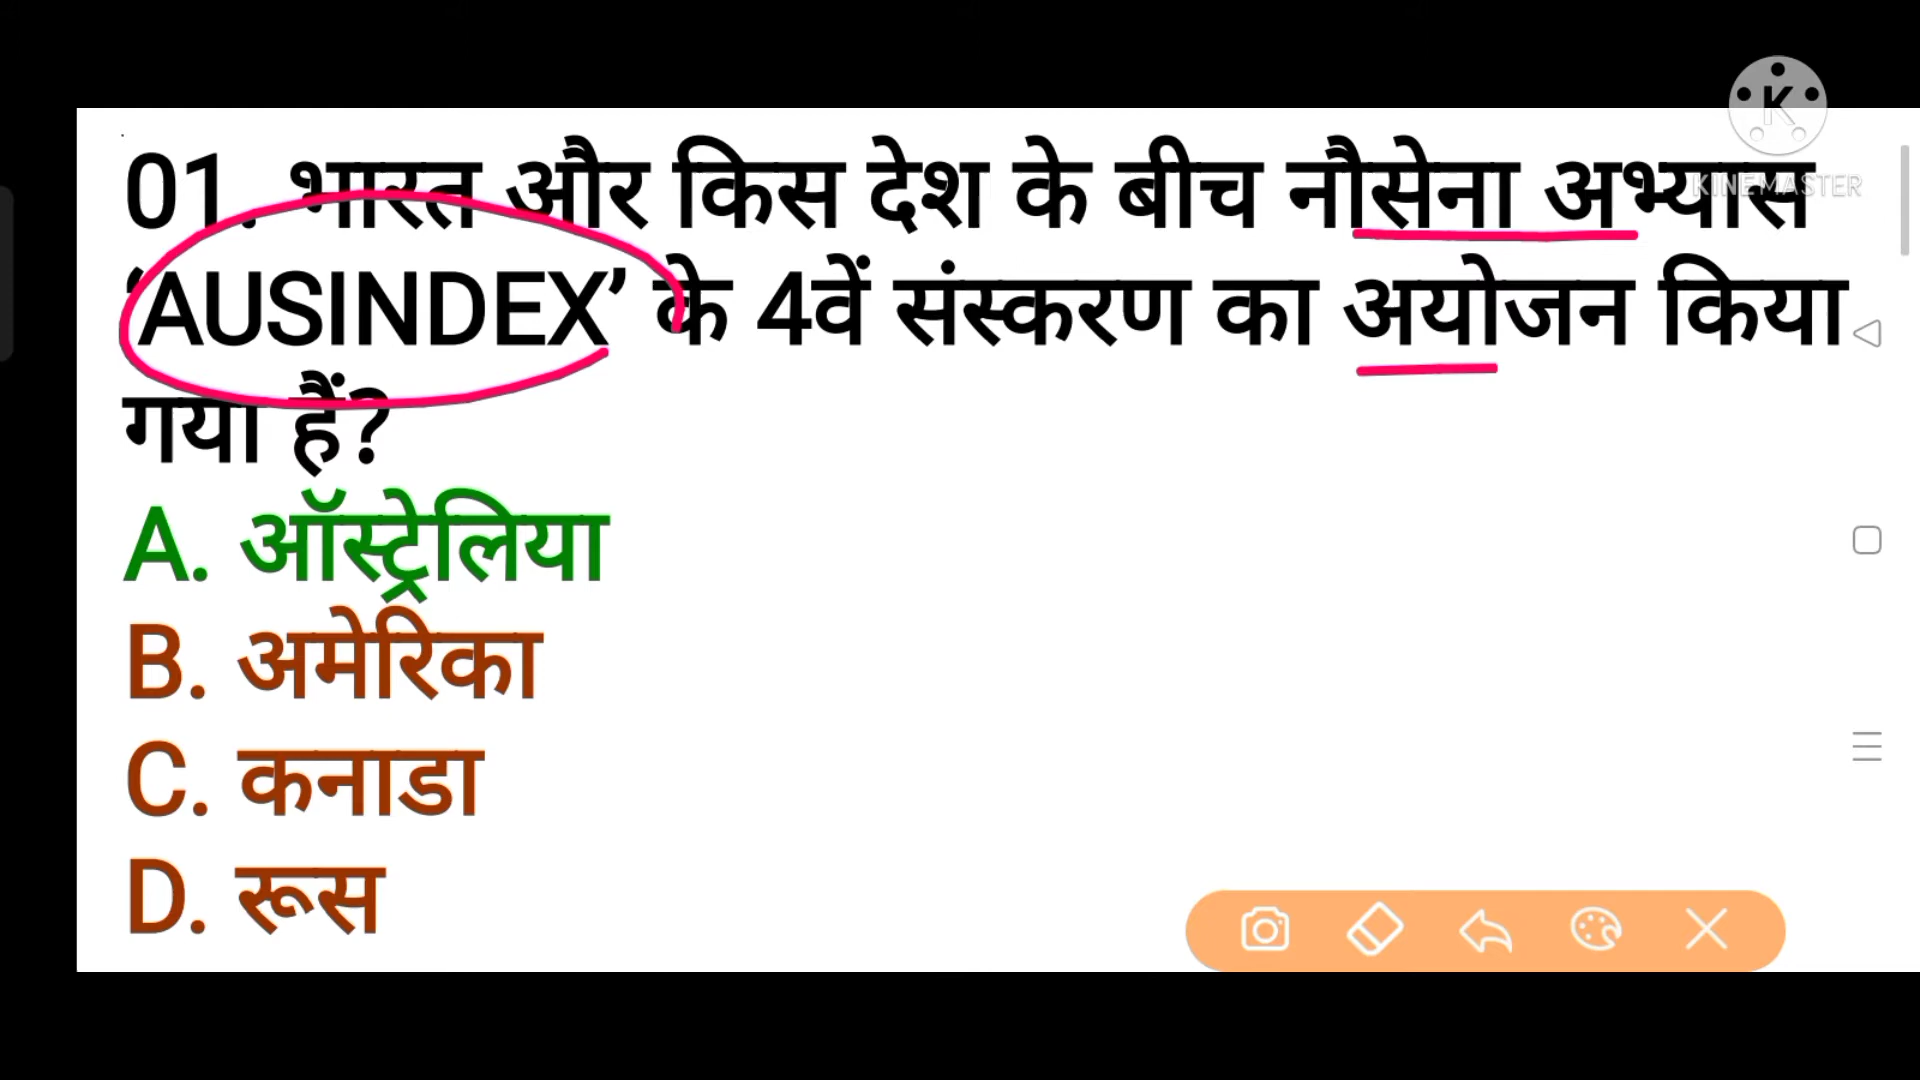 01. भारत और किस देश के बीच नौसेना अभ्यास
KINEMASTER
‘AUSINDEX’ के 4वें संस्करण का अयोजन किया
गया हैं?
A. ऑस्ट्रेलिया
B. अमेरिका
C. कनाडा
D. रूस